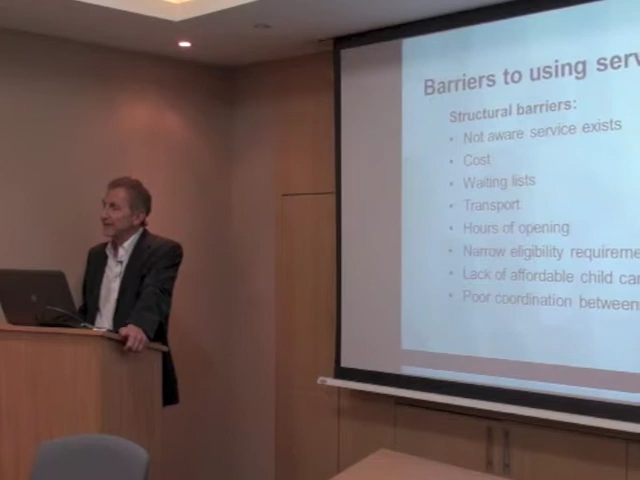 Barriers to using serv
Structural barriers:
• Not aware service exists
• Cost
• Waiting lists
• Transport
• Hours of opening
• Narrow eligibility requireme
• Lack of affordable child car
• Poor coordination between